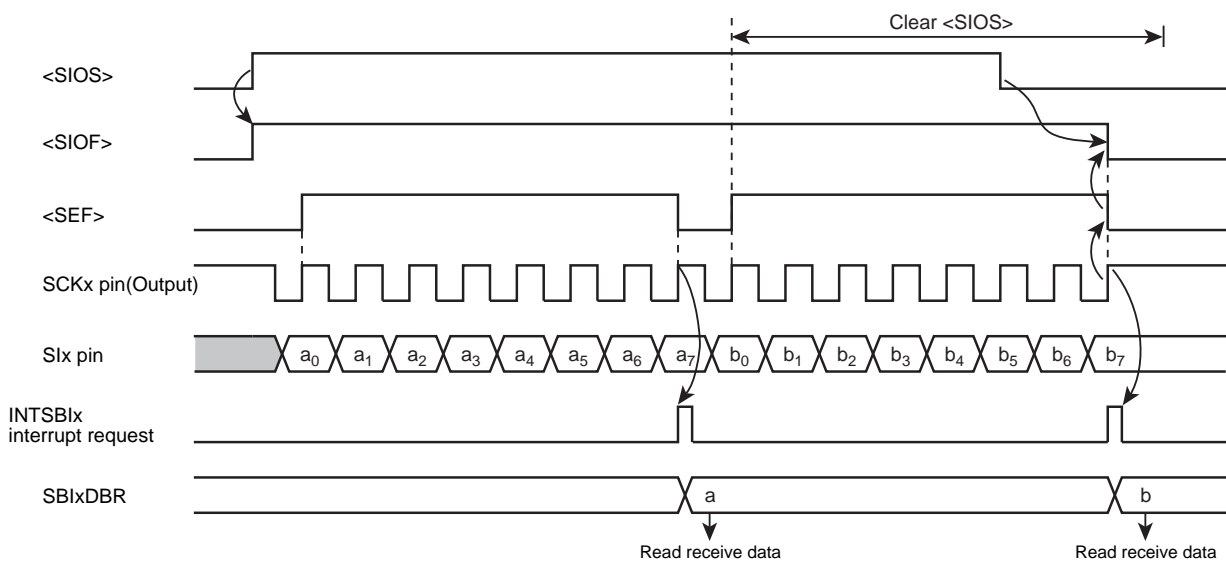 Clear <SIOS>
<SIOS>
<SIOF>
<SEF>
SCKx pin(Output)
SIx pin
a0 a1 a2 a3 a4 a5 a6 a7 b0 b1 b2 b3 b4 b5 b6 b7
INTSBIx
interrupt request
SBIxDBR
a b
Read receive data Read receive data